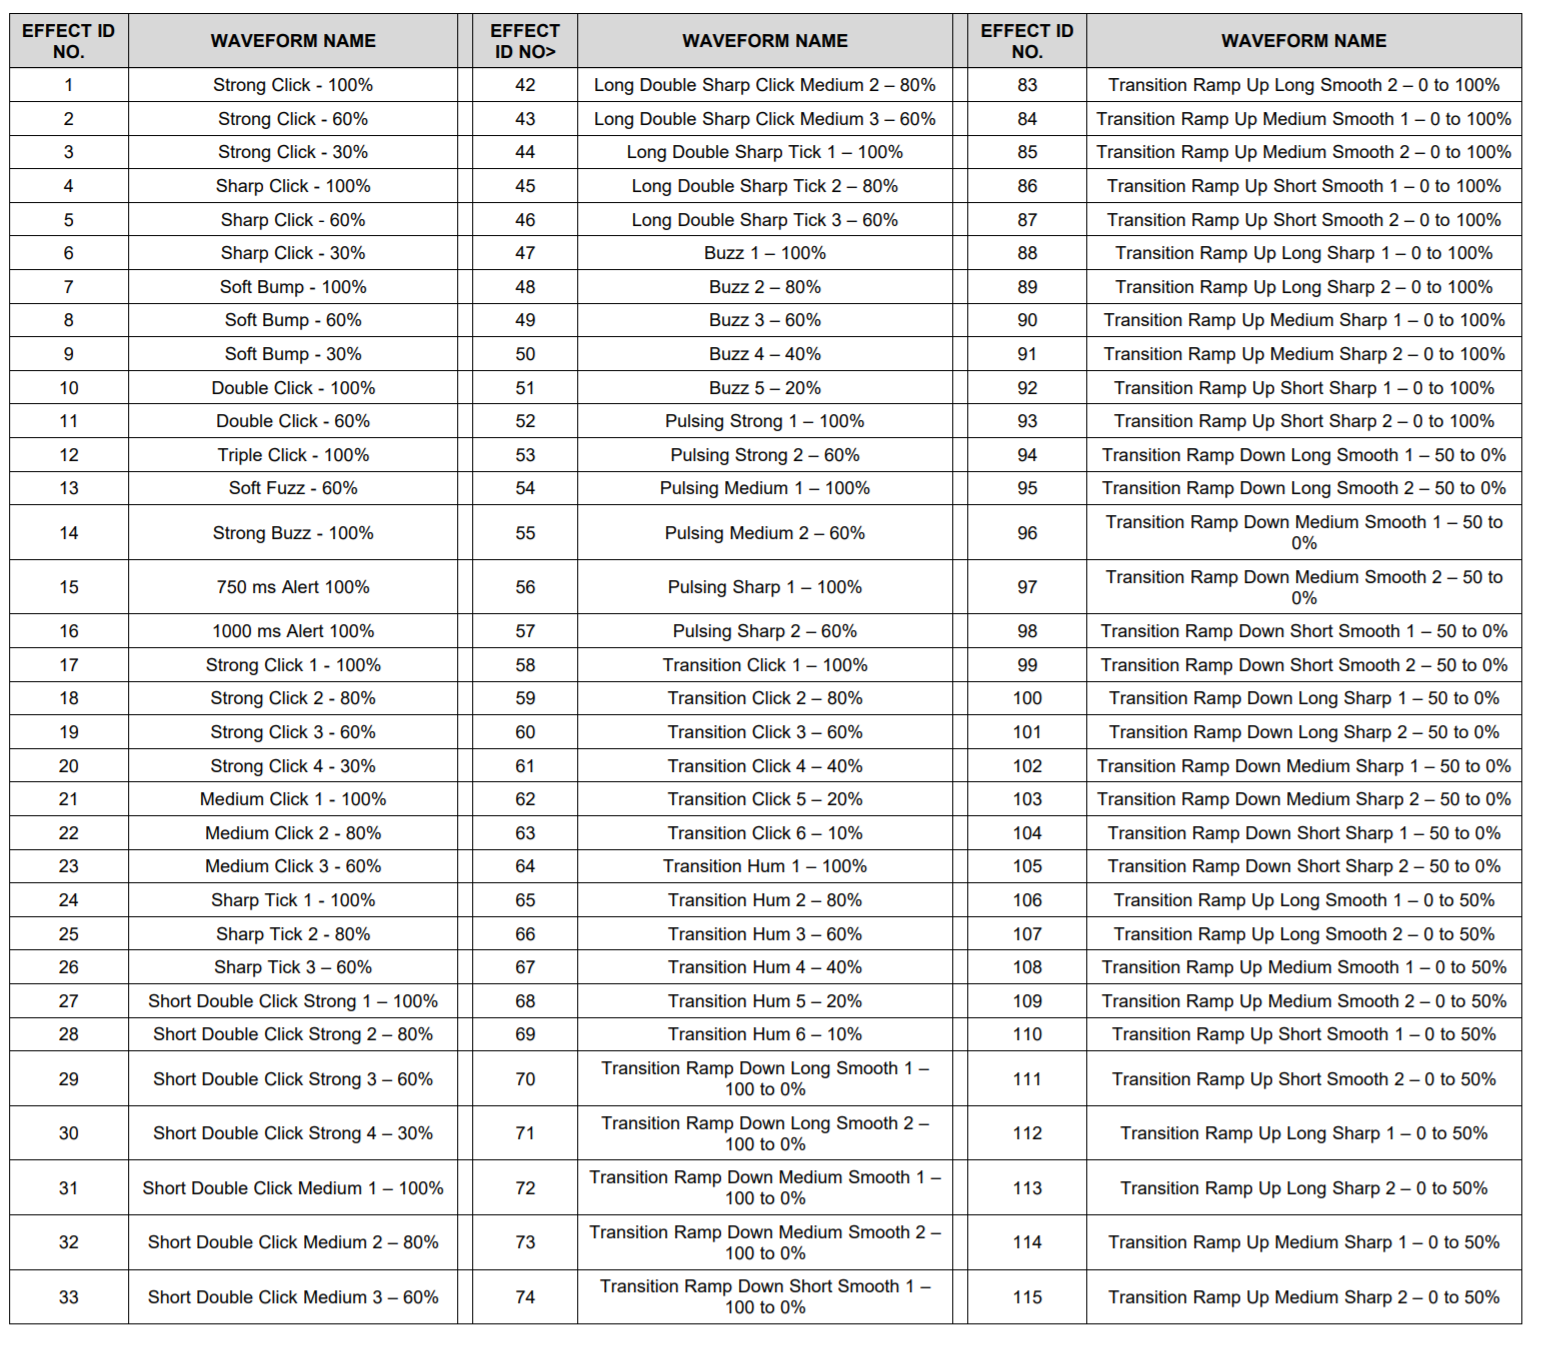 EFFECT ID NO. WAVEFORM NAME EFFECT ID NO> WAVEFORM NAME EFFECT ID NO. WAVEFORM NAME
1 Strong Click - 100% 42 Long Double Sharp Click Medium 2 – 80% 83 Transition Ramp Up Long Smooth 2 – 0 to 100%
2 Strong Click - 60% 43 Long Double Sharp Click Medium 3 – 60% 84 Transition Ramp Up Medium Smooth 1 – 0 to 100%
3 Strong Click - 30% 44 Long Double Sharp Tick 1 – 100% 85 Transition Ramp Up Medium Smooth 2 – 0 to 100%
4 Sharp Click - 100% 45 Long Double Sharp Tick 2 – 80% 86 Transition Ramp Up Short Smooth 1 – 0 to 100%
5 Sharp Click - 60% 46 Long Double Sharp Tick 3 – 60% 87 Transition Ramp Up Short Smooth 2 – 0 to 100%
6 Sharp Click - 30% 47 Buzz 1 – 100% 88 Transition Ramp Up Long Sharp 1 – 0 to 100%
7 Soft Bump - 100% 48 Buzz 2 – 80% 89 Transition Ramp Up Long Sharp 2 – 0 to 100%
8 Soft Bump - 60% 49 Buzz 3 – 60% 90 Transition Ramp Up Medium Sharp 1 – 0 to 100%
9 Soft Bump - 30% 50 Buzz 4 – 40% 91 Transition Ramp Up Medium Sharp 2 – 0 to 100%
10 Double Click - 100% 51 Buzz 5 – 20% 92 Transition Ramp Up Short Sharp 1 – 0 to 100%
11 Double Click - 60% 52 Pulsing Strong 1 – 100% 93 Transition Ramp Up Short Sharp 2 – 0 to 100%
12 Triple Click - 100% 53 Pulsing Strong 2 – 60% 94 Transition Ramp Down Long Smooth 1 – 50 to 0%
13 Soft Fuzz - 60% 54 Pulsing Medium 1 – 100% 95 Transition Ramp Down Long Smooth 2 – 50 to 0%
14 Strong Buzz - 100% 55 Pulsing Medium 2 – 60% 96 Transition Ramp Down Medium Smooth 1 – 50 to 0%
15 750 ms Alert 100% 56 Pulsing Sharp 1 – 100% 97 Transition Ramp Down Medium Smooth 2 – 50 to 0%
16 1000 ms Alert 100% 57 Pulsing Sharp 2 – 60% 98 Transition Ramp Down Short Smooth 1 – 50 to 0%
17 Strong Click 1 - 100% 58 Transition Click 1 – 100% 99 Transition Ramp Down Short Smooth 2 – 50 to 0%
18 Strong Click 2 - 80% 59 Transition Click 2 – 80% 100 Transition Ramp Down Long Sharp 1 – 50 to 0%
19 Strong Click 3 - 60% 60 Transition Click 3 – 60% 101 Transition Ramp Down Long Sharp 2 – 50 to 0%
20 Strong Click 4 - 30% 61 Transition Click 4 – 40% 102 Transition Ramp Down Medium Sharp 1 – 50 to 0%
21 Medium Click 1 - 100% 62 Transition Click 5 – 20% 103 Transition Ramp Down Medium Sharp 2 – 50 to 0%
22 Medium Click 2 - 80% 63 Transition Click 6 – 10% 104 Transition Ramp Down Short Sharp 1 – 50 to 0%
23 Medium Click 3 - 60% 64 Transition Hum 1 – 100% 105 Transition Ramp Down Short Sharp 2 – 50 to 0%
24 Sharp Tick 1 - 100% 65 Transition Hum 2 – 80% 106 Transition Ramp Up Long Smooth 1 – 0 to 50%
25 Sharp Tick 2 - 80% 66 Transition Hum 3 – 60% 107 Transition Ramp Up Long Smooth 2 – 0 to 50%
26 Sharp Tick 3 – 60% 67 Transition Hum 4 – 40% 108 Transition Ramp Up Medium Smooth 1 – 0 to 50%
27 Short Double Click Strong 1 – 100% 68 Transition Hum 5 – 20% 109 Transition Ramp Up Medium Smooth 2 – 0 to 50%
28 Short Double Click Strong 2 – 80% 69 Transition Hum 6 – 10% 110 Transition Ramp Up Short Smooth 1 – 0 to 50%
29 Short Double Click Strong 3 – 60% 70 Transition Ramp Down Long Smooth 1 – 100 to 0% 111 Transition Ramp Up Short Smooth 2 – 0 to 50%
30 Short Double Click Strong 4 – 30% 71 Transition Ramp Down Long Smooth 2 – 100 to 0% 112 Transition Ramp Up Long Sharp 1 – 0 to 50%
31 Short Double Click Medium 1 – 100% 72 Transition Ramp Down Medium Smooth 1 – 100 to 0% 113 Transition Ramp Up Long Sharp 2 – 0 to 50%
32 Short Double Click Medium 2 – 80% 73 Transition Ramp Down Medium Smooth 2 – 100 to 0% 114 Transition Ramp Up Medium Sharp 1 – 0 to 50%
33 Short Double Click Medium 3 – 60% 74 Transition Ramp Down Short Smooth 1 – 100 to 0% 115 Transition Ramp Up Medium Sharp 2 – 0 to 50%